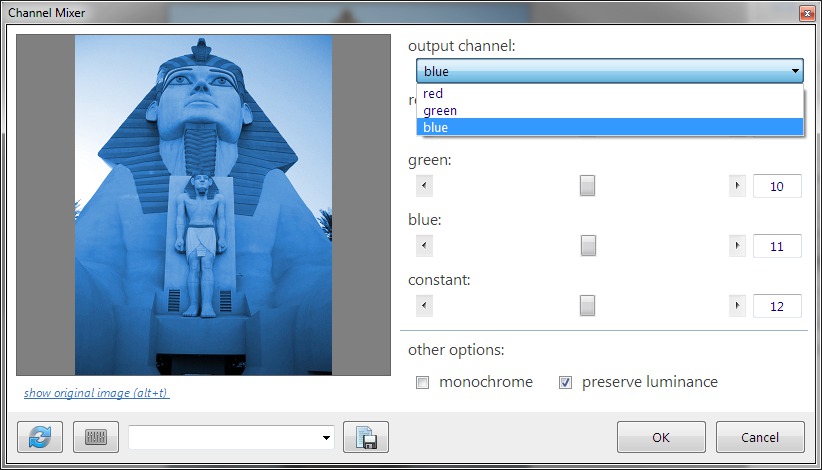 Channel Mixer
output channel:
blue
red
green
blue
green:
10
blue:
11
constant:
12
other options:
monochrome
preserve luminance
show original image (alt+t)
OK
Cancel